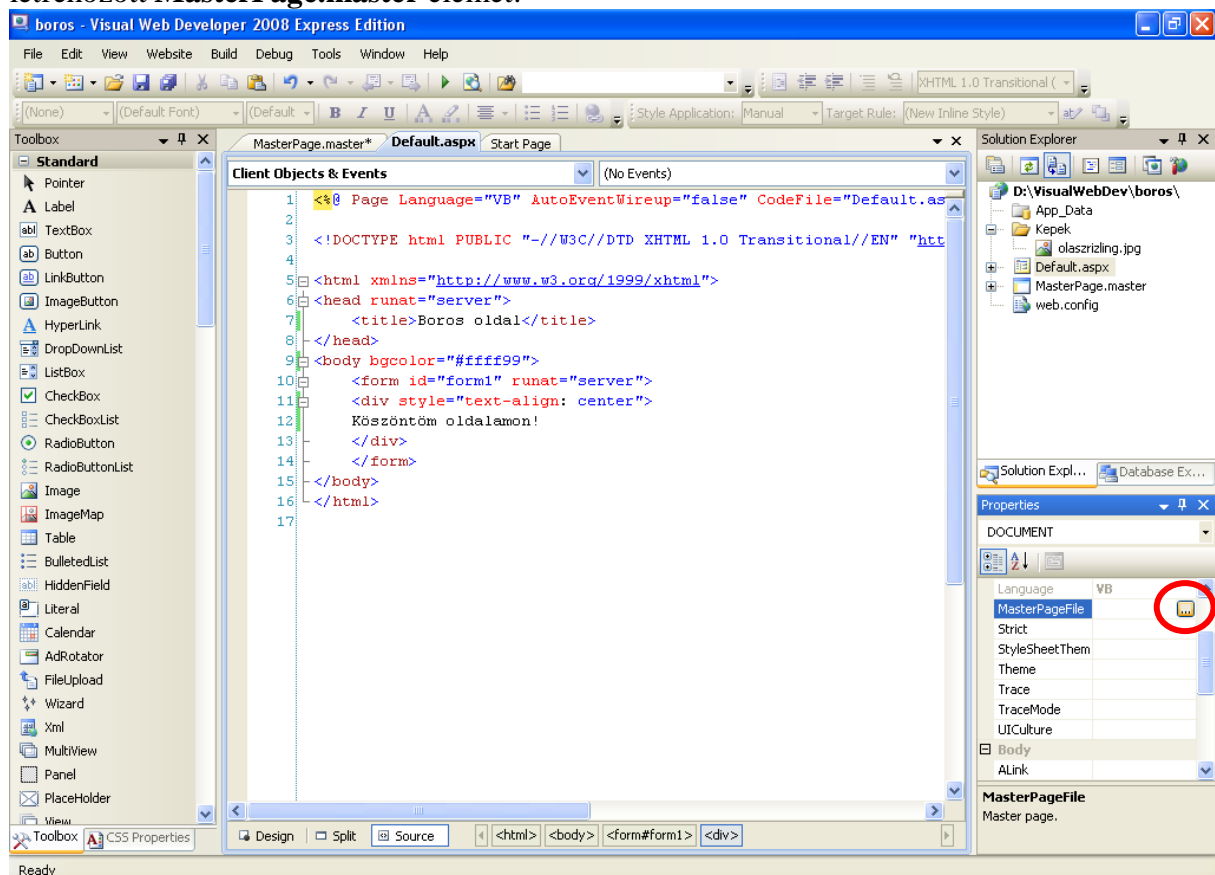 létrehozott MasterPage.master elemet.
boros - Visual Web Developer 2008 Express Edition
File Edit View Website Build Debug Tools Window Help
XHTML 1.0 Transitional (
(None) (Default Font) (Default B I U A Style Application: Manual Target Rule: (New Inline Style)
Toolbox
Standard
Pointer
A Label
abl TextBox
ab Button
ab LinkButton
ImageButton
A HyperLink
DropDownList
ListBox
CheckBox
CheckBoxList
RadioButton
RadioButtonList
Image
ImageMap
Table
BulletedList
abl HiddenField
Literal
Calendar
AdRotator
FileUpload
Wizard
Xml
MultiView
Panel
PlaceHolder
View
Toolbox CSS Properties
MasterPage.master* Default.aspx Start Page
Client Objects & Events (No Events)
1 <%@ Page Language="VB" AutoEventWireup="false" CodeFile="Default.as
2
3 <!DOCTYPE html PUBLIC "-//W3C//DTD XHTML 1.0 Transitional//EN" "htt
4
5 <html xmlns="http://www.w3.org/1999/xhtml">
6 <head runat="server">
7 <title>Boros oldal</title>
8 </head>
9 <body bgcolor="#ffff99">
10 <form id="form1" runat="server">
11 <div style="text-align: center">
12 Köszöntöm oldalamon!
13 </div>
14 </form>
15 </body>
16 </html>
17
Design Split Source <html> <body> <form#form1> <div>
Solution Explorer
D:\VisualWebDev\boros\
App_Data
Kepek
olaszrizling.jpg
Default.aspx
MasterPage.master
web.config
Solution Expl... Database Ex...
Properties
DOCUMENT
Language VB
MasterPageFile ...
Strict
StyleSheetThem
Theme
Trace
TraceMode
UICulture
Body
ALink
MasterPageFile
Master page.
Ready